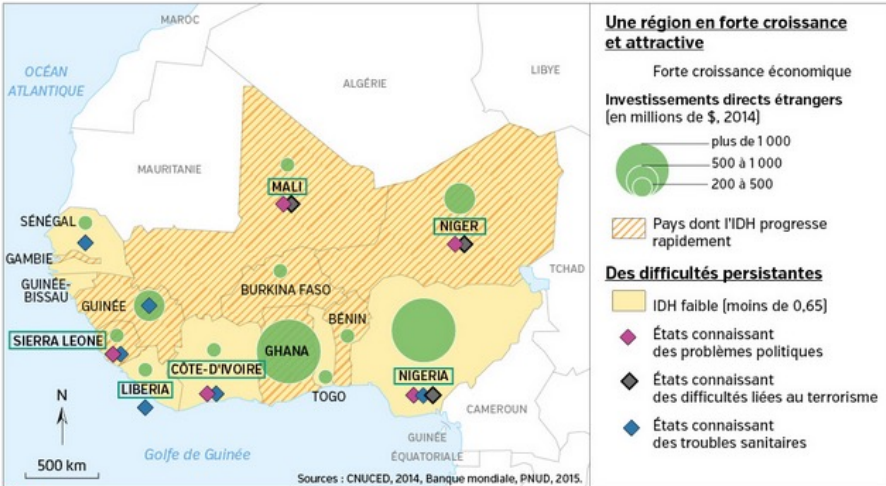 MAROC
OCÉAN
ATLANTIQUE
ALGÉRIE
LIBYE
MAURITANIE
MALI
NIGER
SÉNÉGAL
GAMBIE
GUINÉE-
BISSAU
GUINÉE
BURKINA FASO
TCHAD
BÉNIN
SIERRA LEONE
CÔTE-D'IVOIRE
GHANA
LIBERIA
NIGERIA
TOGO
CAMEROUN
N
500 km
Golfe de Guinée
GUINÉE
ÉQUATORIALE
Sources : CNUCED, 2014, Banque mondiale, PNUD, 2015.
Une région en forte croissance
et attractive
Forte croissance économique
Investissements directs étrangers
(en millions de $, 2014)
plus de 1 000
500 à 1 000
200 à 500
Pays dont l'IDH progresse
rapidement
Des difficultés persistantes
IDH faible (moins de 0,65)
États connaissant
des problèmes politiques
États connaissant
des difficultés liées au terrorisme
États connaissant
des troubles sanitaires